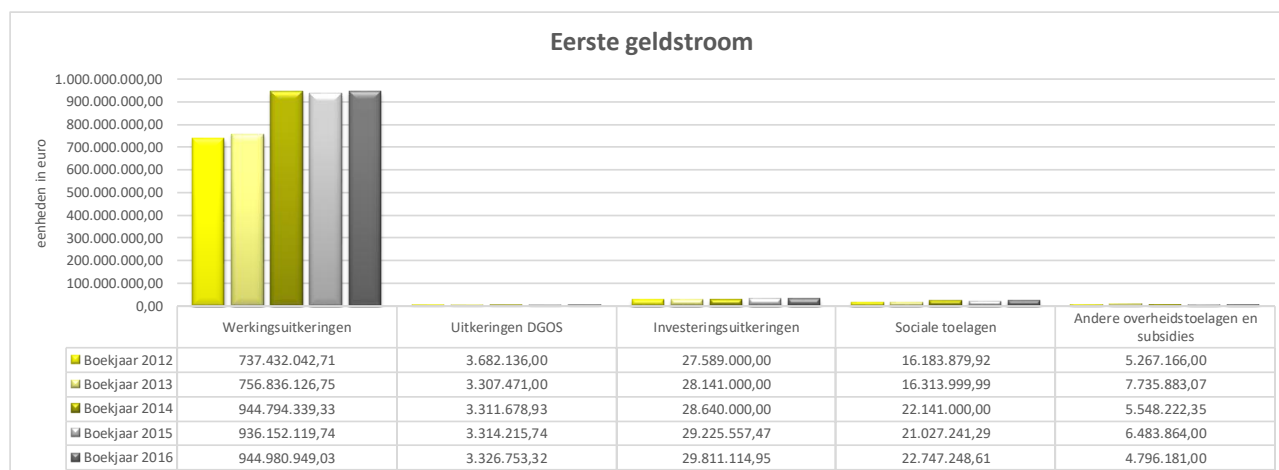 Eerste geldstroom
eenheden in euro
1.000.000.000,00
900.000.000,00
800.000.000,00
700.000.000,00
600.000.000,00
500.000.000,00
400.000.000,00
300.000.000,00
200.000.000,00
100.000.000,00
0,00
Werkingsuitkeringen Uitkeringen DGOS Investeringsuitkeringen Sociale toelagen Andere overheidstoelagen en
subsidies
Boekjaar 2012 737.432.042,71 3.682.136,00 27.589.000,00 16.183.879,92 5.267.166,00
Boekjaar 2013 756.836.126,75 3.307.471,00 28.141.000,00 16.313.999,99 7.735.883,07
Boekjaar 2014 944.794.339,33 3.311.678,93 28.640.000,00 22.141.000,00 5.548.222,35
Boekjaar 2015 936.152.119,74 3.314.215,74 29.225.557,47 21.027.241,29 6.483.864,00
Boekjaar 2016 944.980.949,03 3.326.753,32 29.811.114,95 22.747.248,61 4.796.181,00